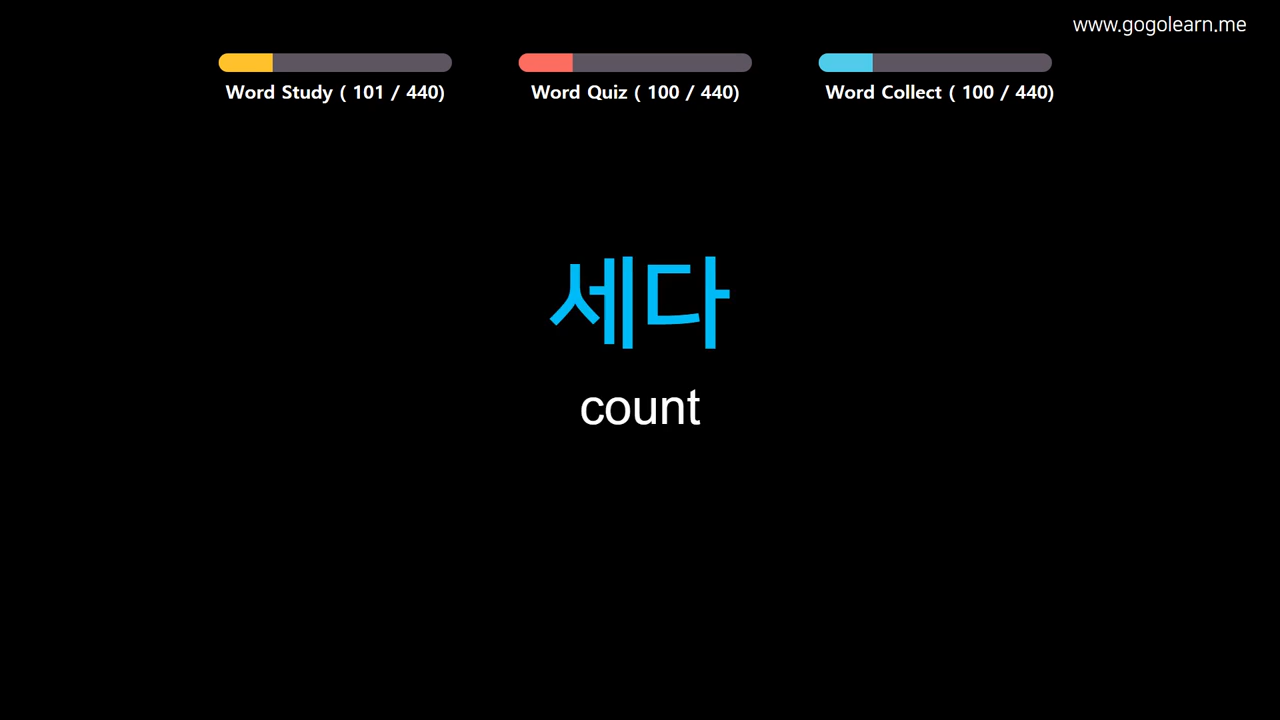 www.gogolearn.me
Word Study ( 101 / 440)
Word Quiz ( 100 / 440)
Word Collect ( 100 / 440)
세다
count